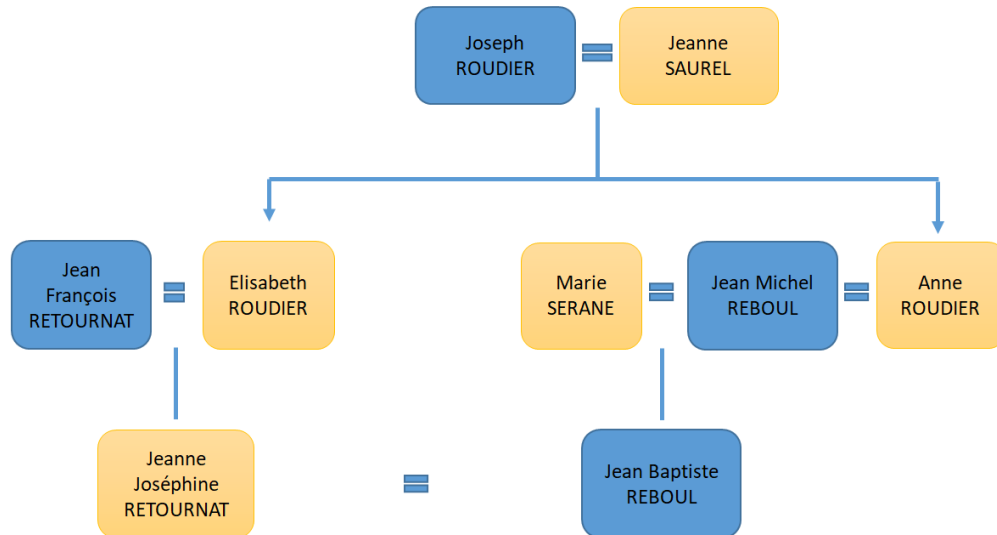 Joseph
ROUDIER
Jeanne
SAUREL
Jean
François
RETOURNAT
Elisabeth
ROUDIER
Marie
SERANE
Jean Michel
REBOUL
Anne
ROUDIER
Jeanne
Joséphine
RETOURNAT
Jean Baptiste
REBOUL